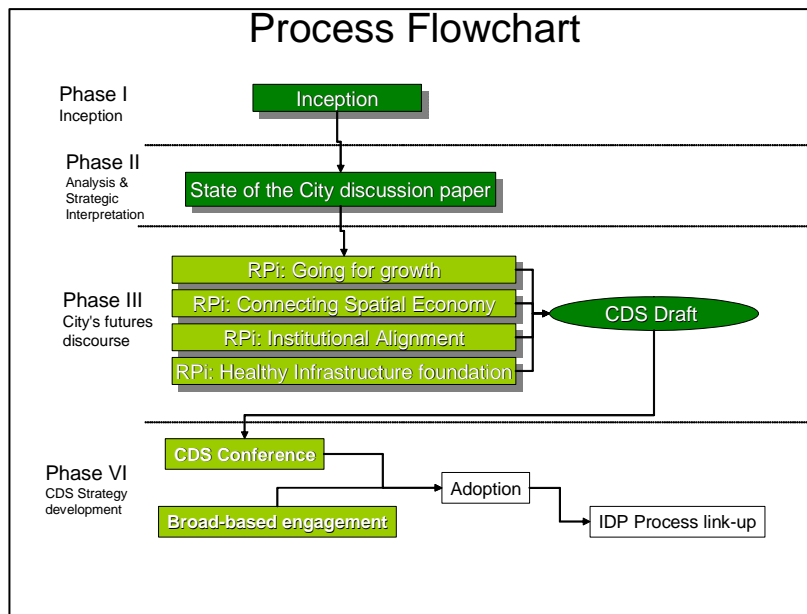 Process Flowchart
Phase I
Inception
Inception
Phase II
Analysis &
Strategic
Interpretation
State of the City discussion paper
Phase III
City's futures
discourse
RPi: Going for growth
RPi: Connecting Spatial Economy
RPi: Institutional Alignment
RPi: Healthy Infrastructure foundation
CDS Draft
Phase VI
CDS Strategy
development
CDS Conference
Broad-based engagement
Adoption
IDP Process link-up